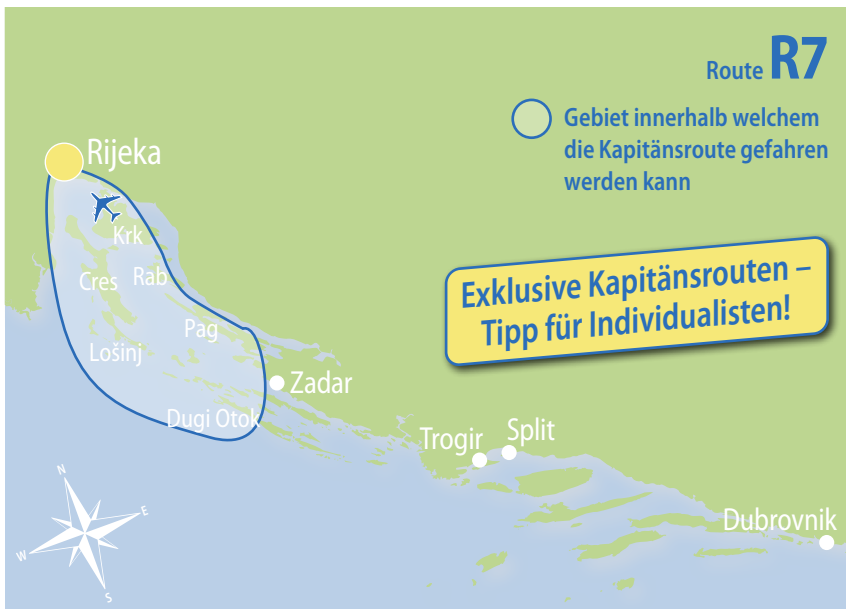 Route R7
Gebiet innerhalb welchem
die Kapitänsroute gefahren
werden kann
Rijeka
Krk
Cres
Rab
Exklusive Kapitänsrouten –
Tipp für Individualisten!
Pag
Lošinj
Zadar
Dugi Otok
Trogir
Split
Dubrovnik
N
E
W
S